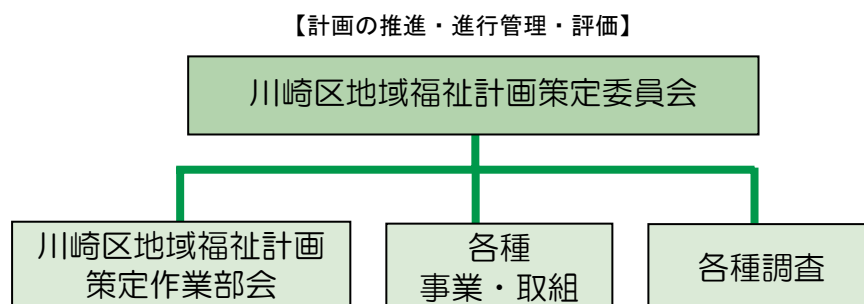 【計画の推進・進行管理・評価】
川崎区地域福祉計画策定委員会
川崎区地域福祉計画
策定作業部会
各種
事業・取組
各種調査